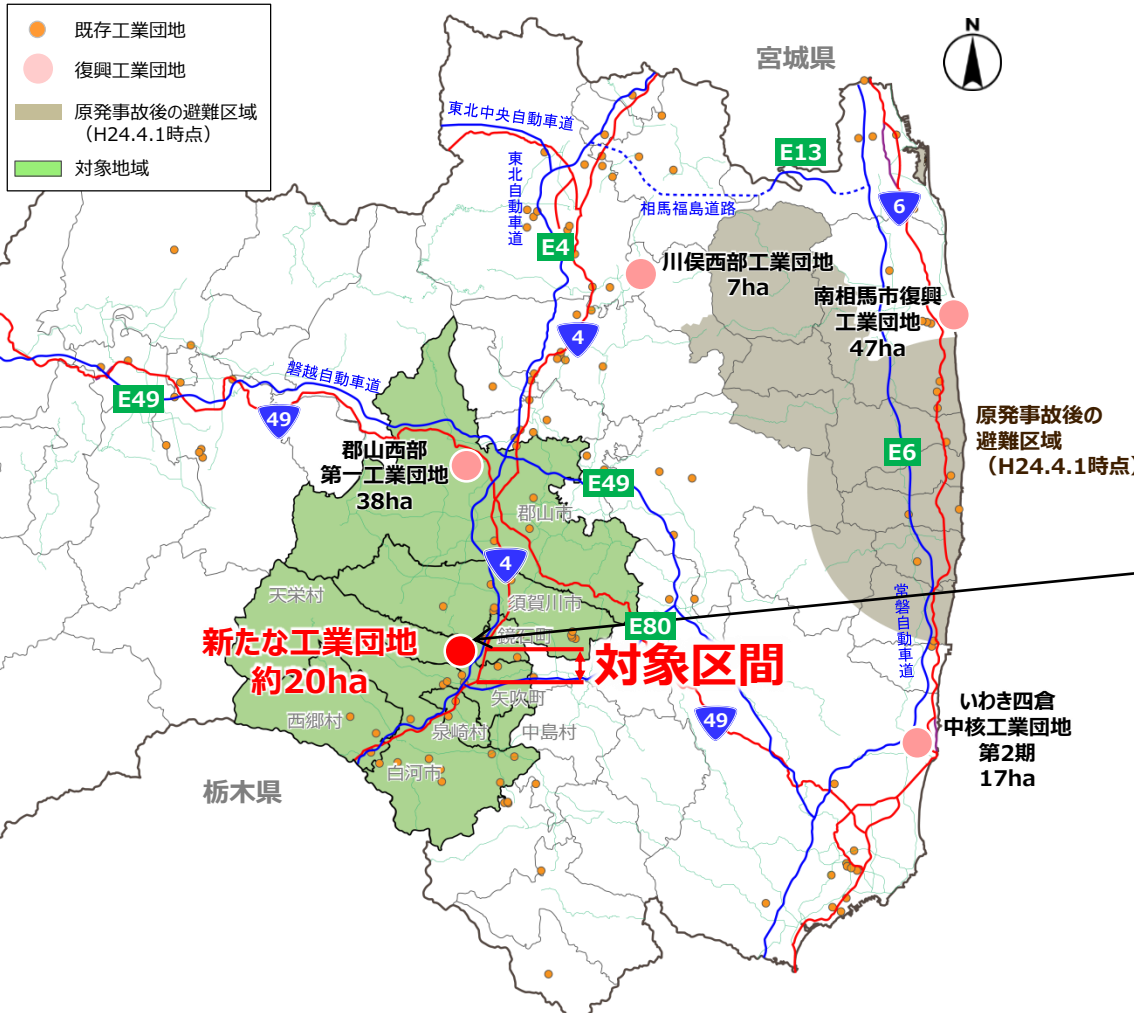 既存工業団地
復興工業団地
原発事故後の避難区域
（H24.4.1時点）
対象地域
宮城県
N
東北中央自動車道
東北自動車道
E13
相馬福島道路
6
E4
川俣西部工業団地
7ha
南相馬市復興
工業団地
47ha
4
磐越自動車道
E49
49
原発事故後の
避難区域
（H24.4.1時点）
E6
郡山西部
第一工業団地
38ha
E49
郡山市
4
天栄村
須賀川市
常磐自動車道
鏡石町
E80
新たな工業団地
約20ha
対象区間
矢吹町
西郷村
泉崎村
中島村
49
いわき四倉
中核工業団地
第2期
17ha
白河市
栃木県